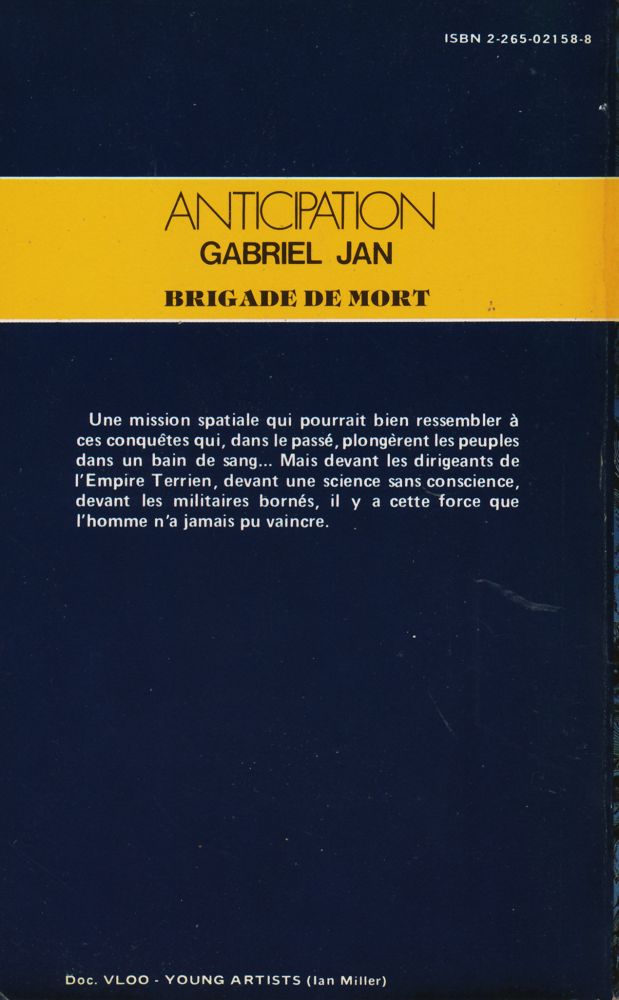 ISBN 2-265-02158-8
ANTICIPATION
GABRIEL JAN
BRIGADE DE MORT
Une mission spatiale qui pourrait bien ressembler à
ces conquêtes qui, dans le passé, plongèrent les peuples
dans un bain de sang... Mais devant les dirigeants de
l'Empire Terrien, devant une science sans conscience,
devant les militaires bornés, il y a cette force que
l'homme n'a jamais pu vaincre.
Doc. VLOO - YOUNG ARTISTS (Ian Miller)